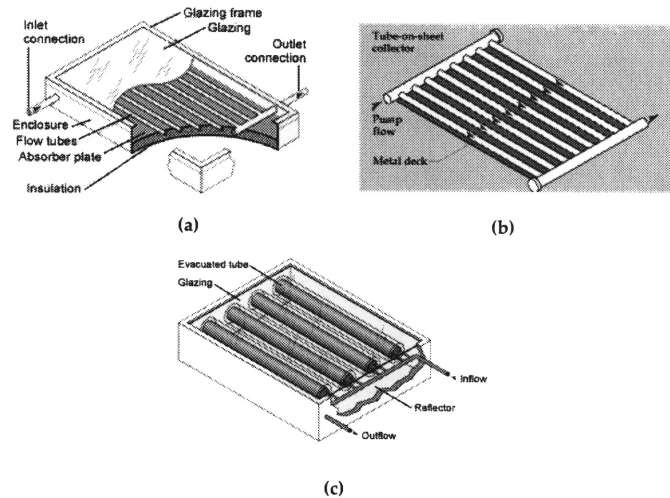 Glazing frame
Inlet
connection
Glazing
Outlet
connection
Enclosure
Flow tubes
Absorber plate
Insulation
(a)
Tube-on-sheet
collector
Pump
flow
Metal deck
(b)
Evacuated tube
Glazing
Inflow
Reflector
Outflow
(c)